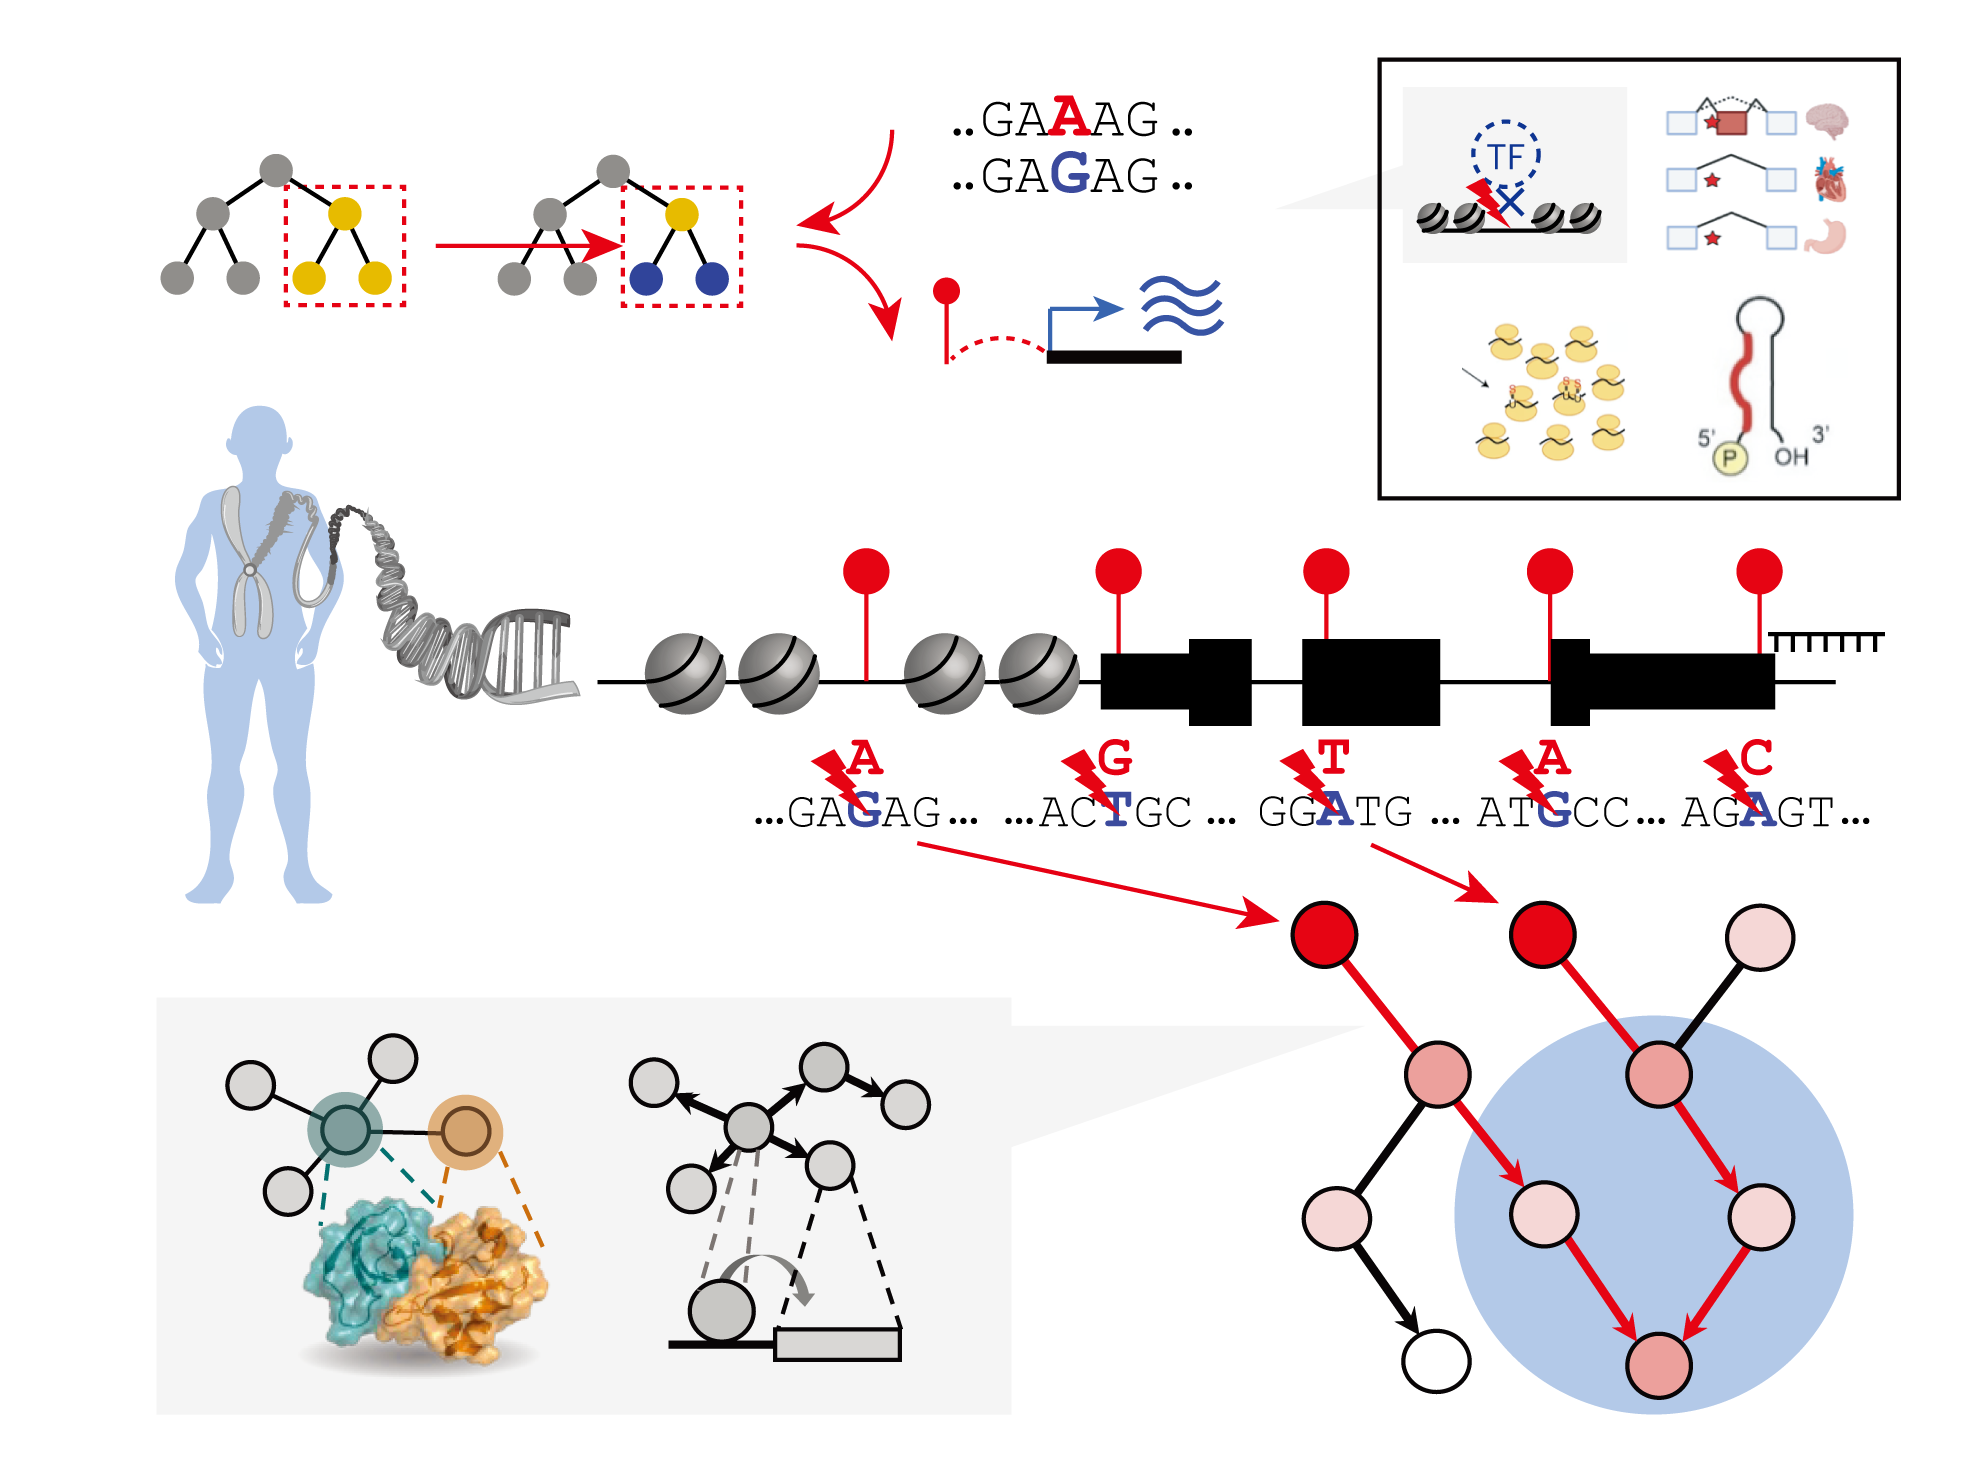 ..GAAAG ..
..GAGAG ..
TF
S
S S
5'
3'
P
OH
A
G
T
A
C
...GAGAG...
...ACTGC ...
GGATG ...
ATGCC...
AGAGT...